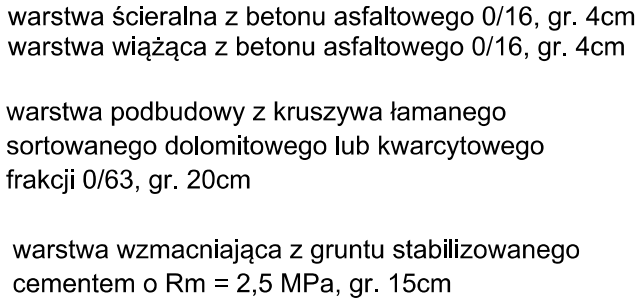 warstwa ścieralna z betonu asfaltowego 0/16, gr. 4cm
warstwa wiążąca z betonu asfaltowego 0/16, gr. 4cm
warstwa podbudowy z kruszywa łamanego
sortowanego dolomitowego lub kwarcytowego
frakcji 0/63, gr. 20cm
warstwa wzmacniająca z gruntu stabilizowanego
cementem o Rm = 2,5 MPa, gr. 15cm